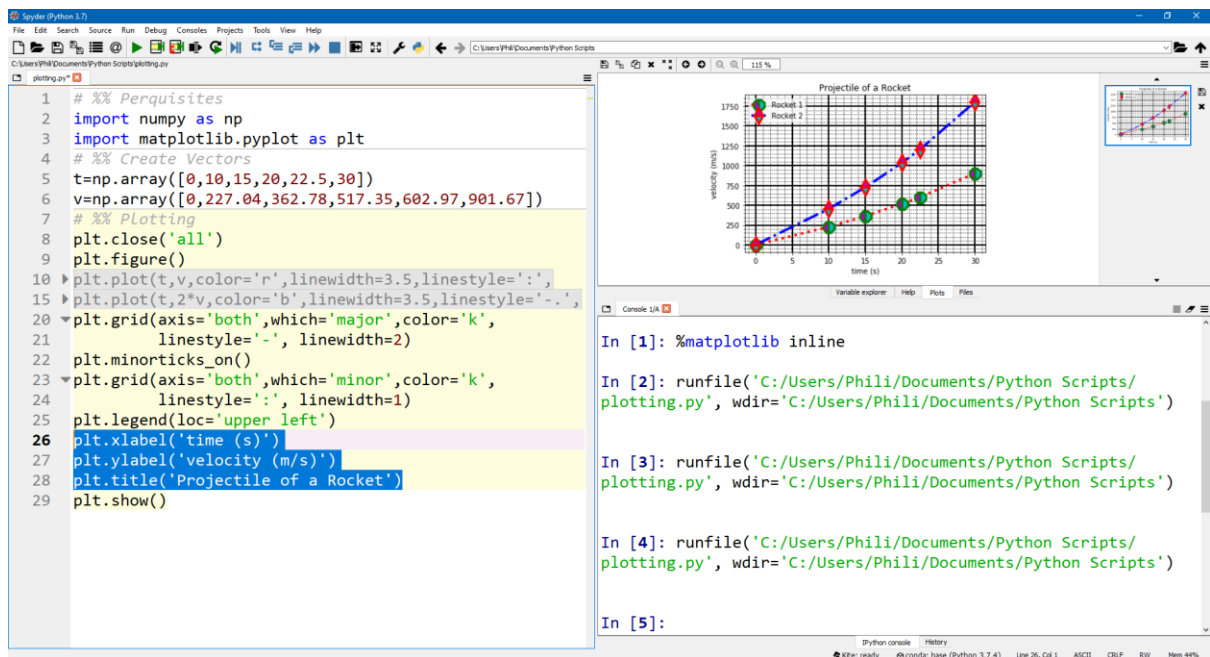 Spyder (Python 3.7)
File Edit Search Source Run Debug Consoles Projects Tools View Help
C:\Users\Phili\Documents\Python Scripts
C:\Users\Phili\Documents\Python Scripts\plotting.py
plotting.py*
1 # %% Perquisites
2 import numpy as np
3 import matplotlib.pyplot as plt
4 # %% Create Vectors
5 t=np.array([0,10,15,20,22.5,30])
6 v=np.array([0,227.04,362.78,517.35,602.97,901.67])
7 # %% Plotting
8 plt.close('all')
9 plt.figure()
10 plt.plot(t,v,color='r',linewidth=3.5,linestyle=':',
15 plt.plot(t,2*v,color='b',linewidth=3.5,linestyle='-.',
20 plt.grid(axis='both',which='major',color='k',
21 linestyle='-', linewidth=2)
22 plt.minorticks_on()
23 plt.grid(axis='both',which='minor',color='k',
24 linestyle=':', linewidth=1)
25 plt.legend(loc='upper left')
26 plt.xlabel('time (s)')
27 plt.ylabel('velocity (m/s)')
28 plt.title('Projectile of a Rocket')
29 plt.show()
115 %
Projectile of a Rocket
Rocket 1
Rocket 2
velocity (m/s)
1750
1500
1250
1000
750
500
250
0
0 5 10 15 20 25 30
time (s)
Variable explorer Help Plots Files
Console 1/A
In [1]: %matplotlib inline
In [2]: runfile('C:/Users/Phili/Documents/Python Scripts/
plotting.py', wdir='C:/Users/Phili/Documents/Python Scripts')
In [3]: runfile('C:/Users/Phili/Documents/Python Scripts/
plotting.py', wdir='C:/Users/Phili/Documents/Python Scripts')
In [4]: runfile('C:/Users/Phili/Documents/Python Scripts/
plotting.py', wdir='C:/Users/Phili/Documents/Python Scripts')
In [5]:
IPython console History
Kite: ready conda: base (Python 3.7.4) Line 26, Col 1 ASCII CRLF RW Mem 44%